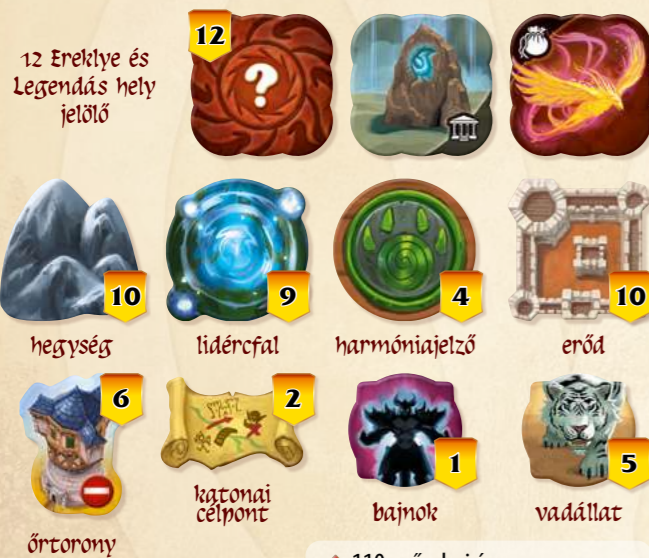 12 Ereklye és
Legendás hely
jelölő
12
?
10
hegység
9
lidércfal
4
harmóniajelző
10
erőd
6
őrtorony
2
katonai
célpont
1
bajnok
5
vadállat